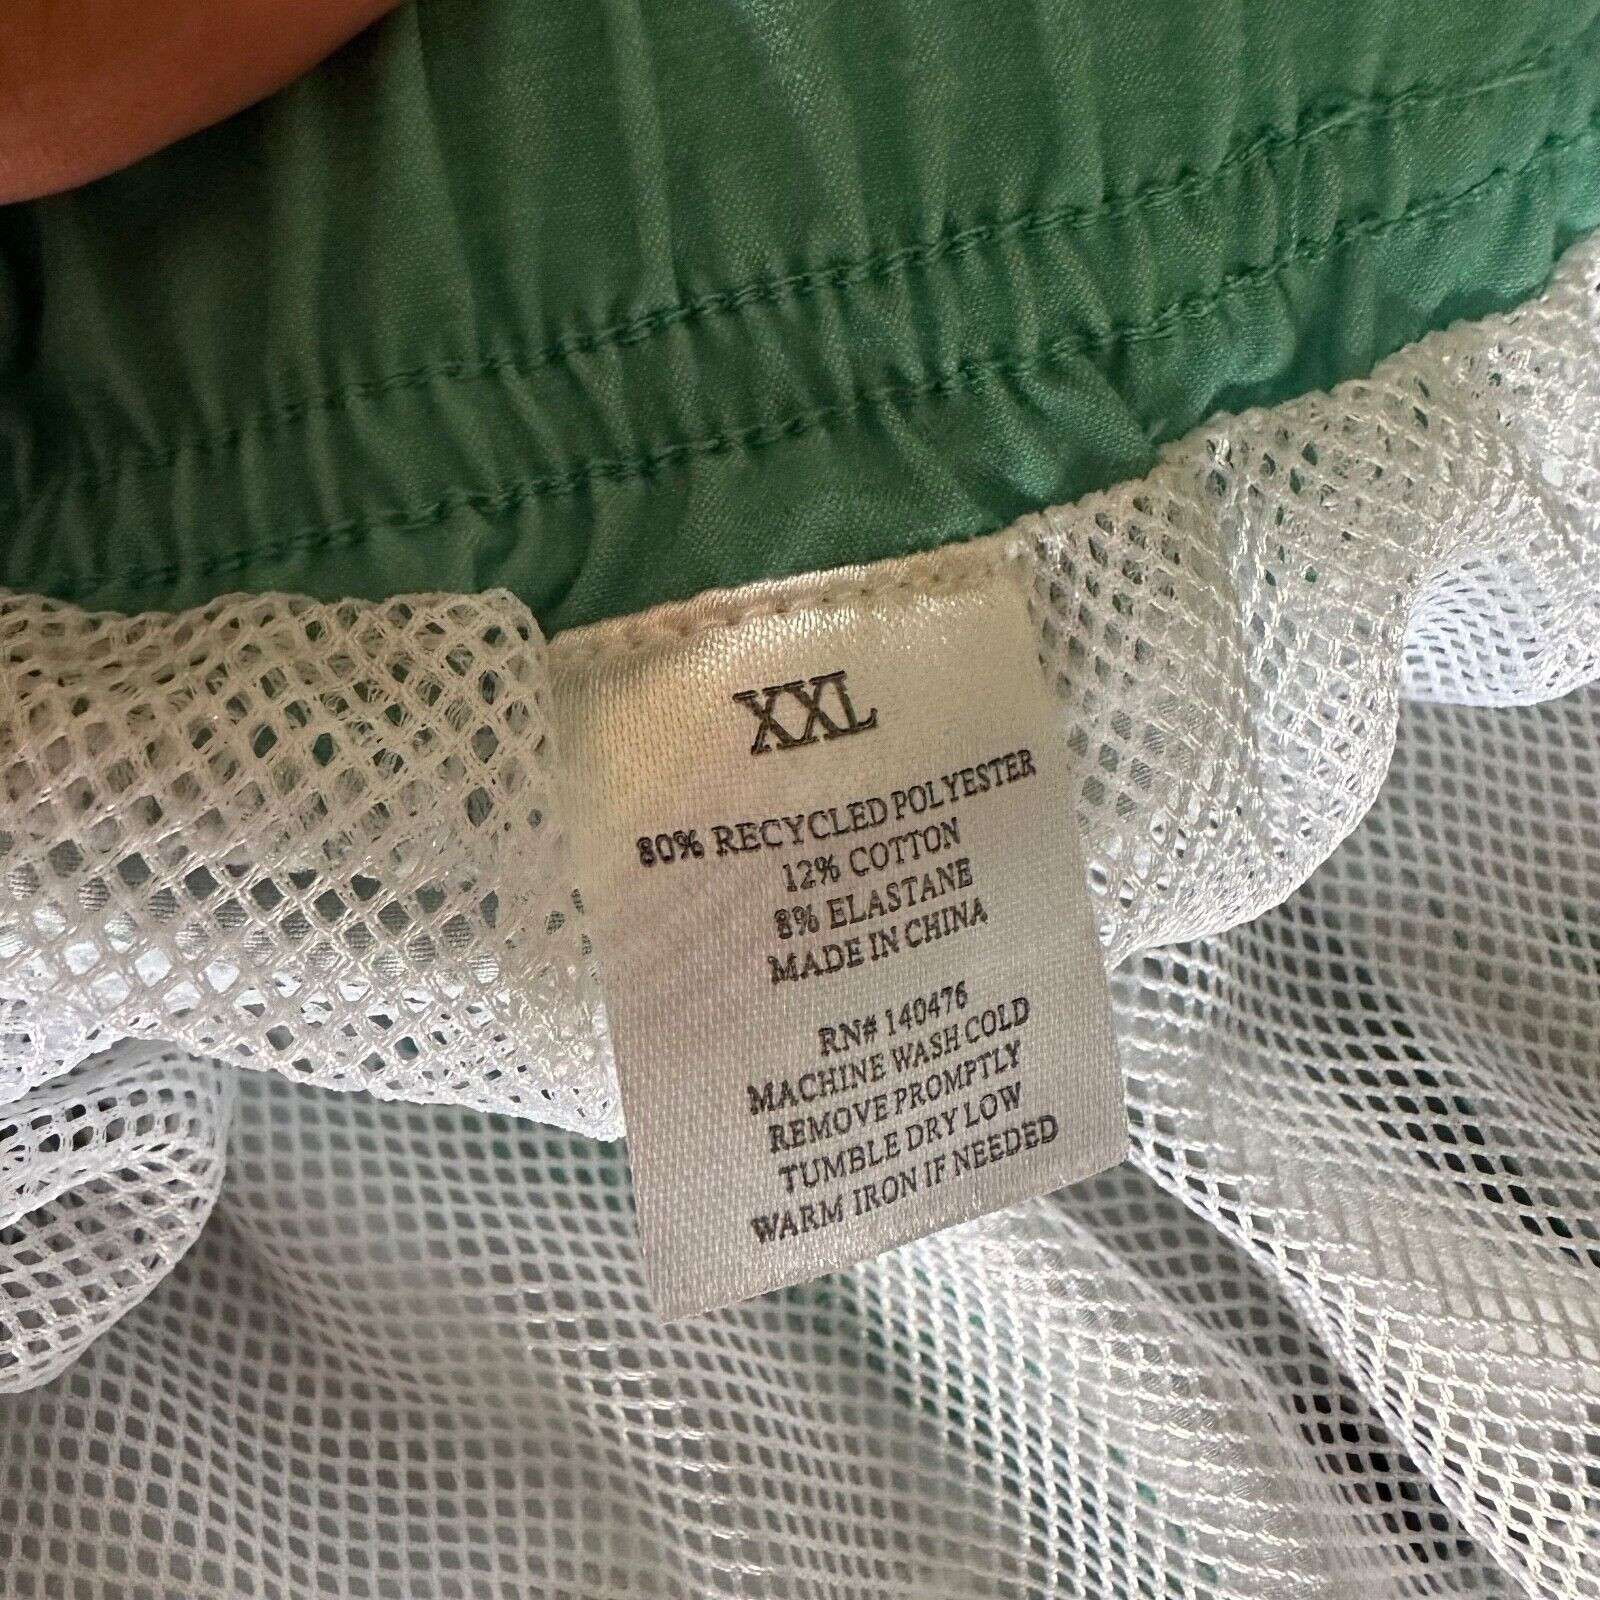 XXL
80% RECYCLED POLYESTER
12% COTTON
8% ELASTANE
MADE IN CHINA
RN# 140476
MACHINE WASH COLD
REMOVE PROMPTLY
TUMBLE DRY LOW
WARM IRON IF NEEDED